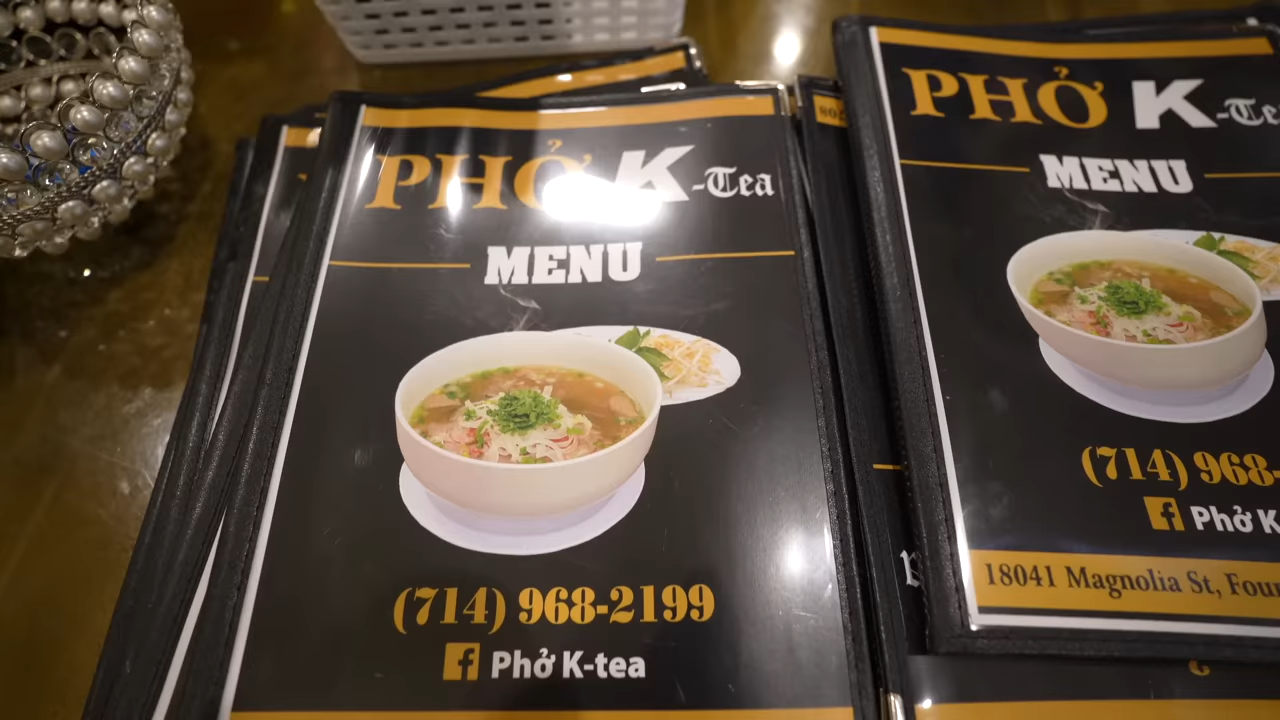 PHỞ K-Tea
MENU
(714) 968-2199
Phở K-tea
PHỞ K-Te
MENU
(714) 968-
Phở K
18041 Magnolia St, Foun